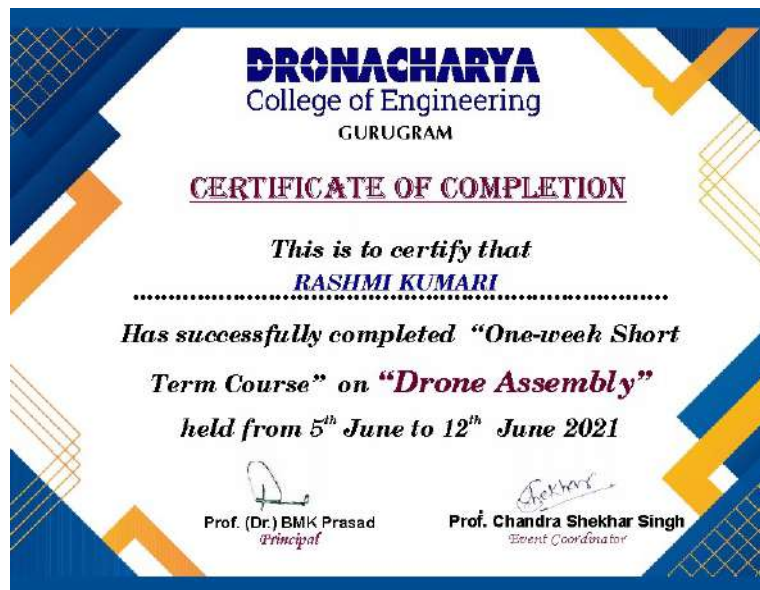 DRONACHARYA
College of Engineering
GURUGRAM
CERTIFICATE OF COMPLETION
This is to certify that
RASHMI KUMARI
Has successfully completed “One-week Short
Term Course” on “Drone Assembly”
held from 5th June to 12th June 2021
Shekhar
Prof. (Dr.) BMK Prasad
Prof. Chandra Shekhar Singh
Principal
Event Coordinator